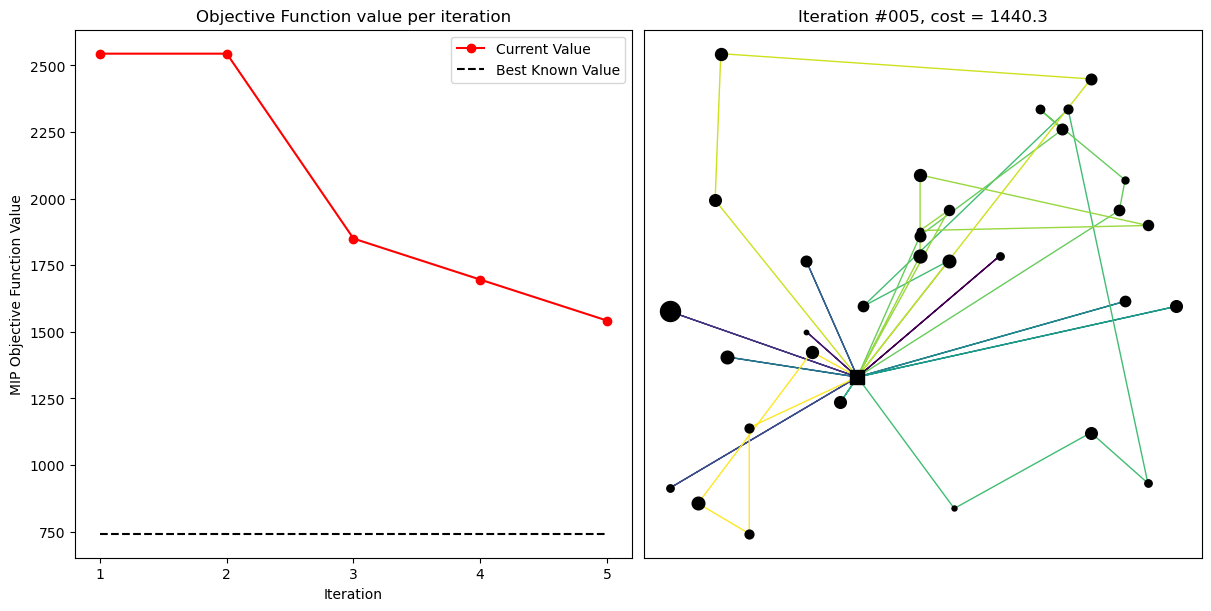 Objective Function value per iteration
Current Value
Best Known Value
2500
2250
2000
1750
1500
1250
1000
750
MIP Objective Function Value
1
2
3
4
5
Iteration
Iteration #005, cost = 1440.3